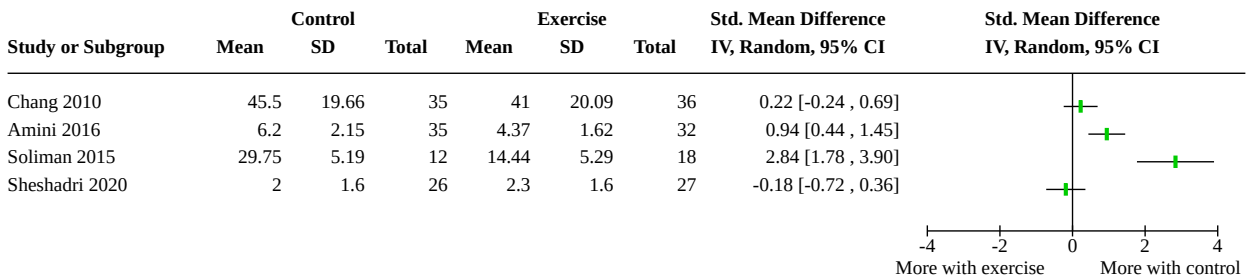 Control Exercise Std. Mean Difference Std. Mean Difference
Study or Subgroup Mean SD Total Mean SD Total IV, Random, 95% CI IV, Random, 95% CI
Chang 2010 45.5 19.66 35 41 20.09 36 0.22 [-0.24 , 0.69]
Amini 2016 6.2 2.15 35 4.37 1.62 32 0.94 [0.44 , 1.45]
Soliman 2015 29.75 5.19 12 14.44 5.29 18 2.84 [1.78 , 3.90]
Sheshadri 2020 2 1.6 26 2.3 1.6 27 -0.18 [-0.72 , 0.36]
-4 -2 0 2 4
More with exercise More with control